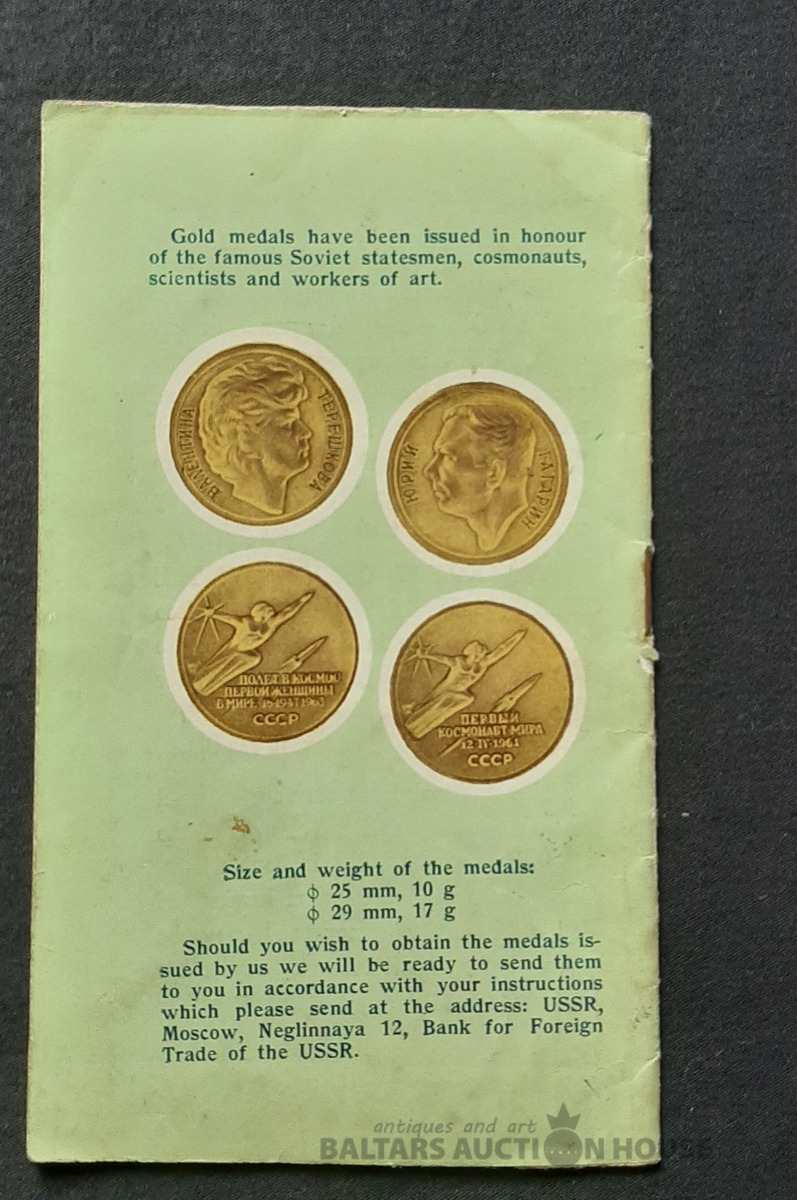 Gold medals have been issued in honour
of the famous Soviet statesmen, cosmonauts,
scientists and workers of art.
ВАЛЕНТИНА ТЕРЕШКОВА
ЮРИЙ ГАГАРИН
ПОЛЕТ В КОСМОС
ПЕРВОЙ ЖЕНЩИНЫ
В МИРЕ
СССР
ПЕРВЫЙ
КОСМОНАВТ МИРА
12·IV·1961
СССР
Size and weight of the medals:
ϕ 25 mm, 10 g
ϕ 29 mm, 17 g
Should you wish to obtain the medals is-
sued by us we will be ready to send them
to you in accordance with your instructions
which please send at the address: USSR,
Moscow, Neglinnaya 12, Bank for Foreign
Trade of the USSR.
antiques and art
BALTARS AUCTION HOUSE